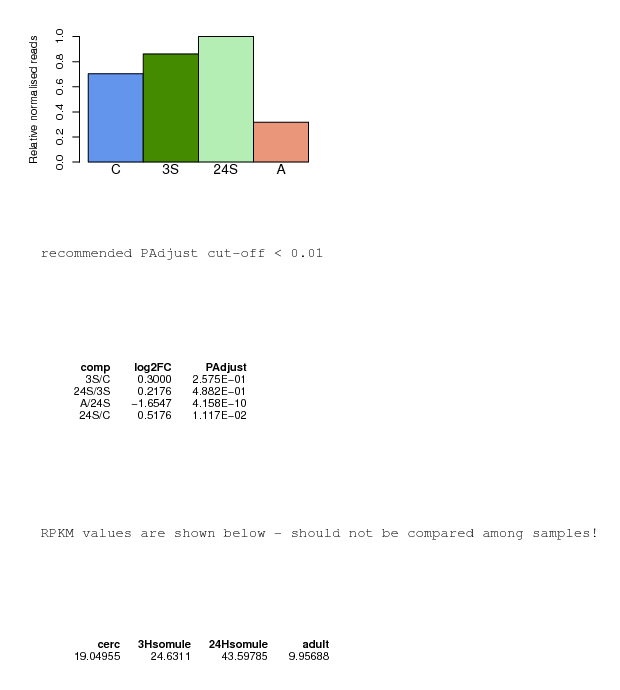 Relative normalised reads
1.0
0.8
0.6
0.4
0.2
0.0
C 3S 24S A
recommended PAdjust cut-off < 0.01
comp log2FC PAdjust
3S/C 0.3000 2.575E-01
24S/3S 0.2176 4.882E-01
A/24S -1.6547 4.158E-10
24S/C 0.5176 1.117E-02
RPKM values are shown below - should not be compared among samples!
cerc 3Hsomule 24Hsomule adult
19.04955 24.6311 43.59785 9.95688